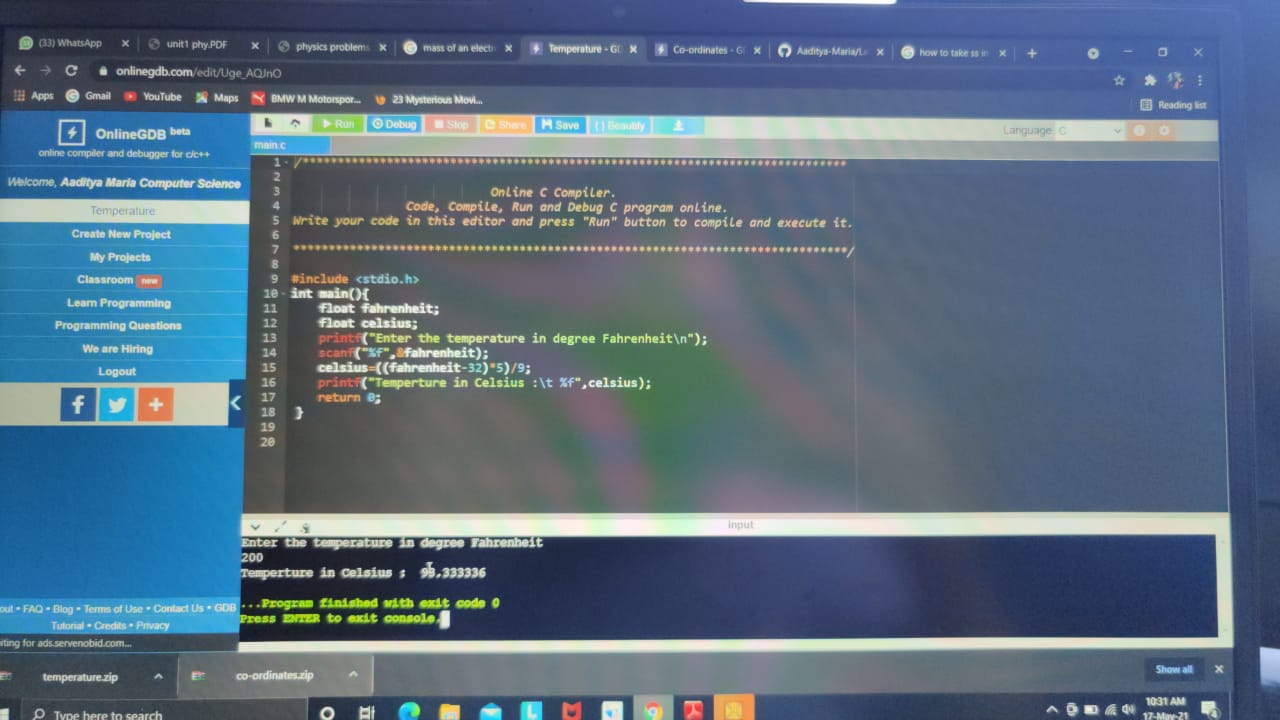 (33) WhatsApp
unit1 phy.PDF
physics problems
mass of an electr
Temperature - GD
Co-ordinates - G
Aaditya-Maria/L
how to take ss in
onlinegdb.com/edit/Uge_AQJnO
Apps
Gmail
YouTube
Maps
BMW M Motorspor...
23 Mysterious Movi...
Reading list
OnlineGDB beta
online compiler and debugger for c/c++
Welcome, Aaditya Maria Computer Science
Temperature
Create New Project
My Projects
Classroom new
Learn Programming
Programming Questions
We are Hiring
Logout
out • FAQ • Blog • Terms of Use • Contact Us • GDB
Tutorial • Credits • Privacy
iting for ads.servenobid.com...
Run
Debug
Stop
Share
Save
{ } Beautify
Language C
main.c
1
2
3 Online C Compiler.
4 Code, Compile, Run and Debug C program online.
5 Write your code in this editor and press "Run" button to compile and execute it.
6
7
8
9 #include <stdio.h>
10 int main(){
11 float fahrenheit;
12 float celsius;
13 printf("Enter the temperature in degree Fahrenheit\n");
14 scanf("%f",&fahrenheit);
15 celsius=((fahrenheit-32)*5)/9;
16 printf("Temperture in Celsius :\t %f",celsius);
17 return 0;
18 }
19
20
input
Enter the temperature in degree Fahrenheit
200
Temperture in Celsius : 93.333336
...Program finished with exit code 0
Press ENTER to exit console.
temperature.zip
co-ordinates.zip
Show all
Type here to search
10:31 AM
17-May-21